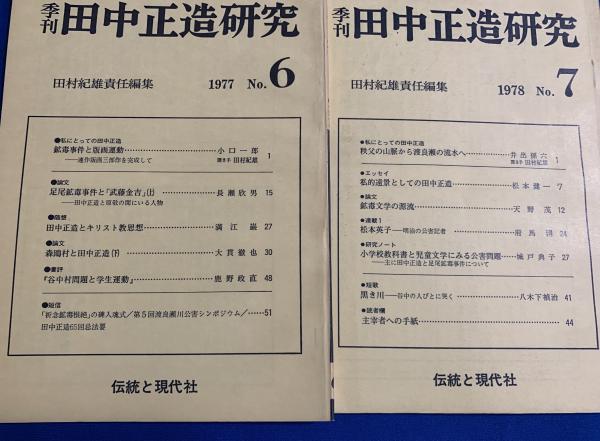 季刊 田中正造研究
田村紀雄責任編集 1977 No.6
●私にとっての田中正造
鉱毒事件と版画運動 小口一郎 1
――連作版画三部作を完成して 聞き手 田村紀雄
●論文
足尾鉱毒事件と「武藤金吉」(上) 長瀬欣男 15
――田中正造と原敬の間にいる人物
●随想
田中正造とキリスト教思想 満江巌 27
●論文
森鷗村と田中正造(下) 大貫徹也 30
●書評
『谷中村問題と学生運動』 鹿野政直 48
●短信
「祈念鉱毒根絶」の碑入魂式/第5回渡良瀬川公害シンポジウム/ 51
田中正造65回忌法要
伝統と現代社
季刊 田中正造研究
田村紀雄責任編集 1978 No.7
●私にとっての田中正造
秩父の山脈から渡良瀬の流水へ 井出孫六 1
聞き手 田村紀雄
●エッセイ
私的遠景としての田中正造 松本健一 7
●論文
鉱毒文学の源流 天野茂 12
●連載1
松本英子――明治の公害記者 府馬清 24
●研究ノート
小学校教科書と児童文学にみる公害問題 城戸典子 27
――主に田中正造と足尾鉱毒事件について
●短歌
黒き川――谷中の人びとに哭く 八木下禎治 41
●読者欄
主宰者への手紙 44
伝統と現代社